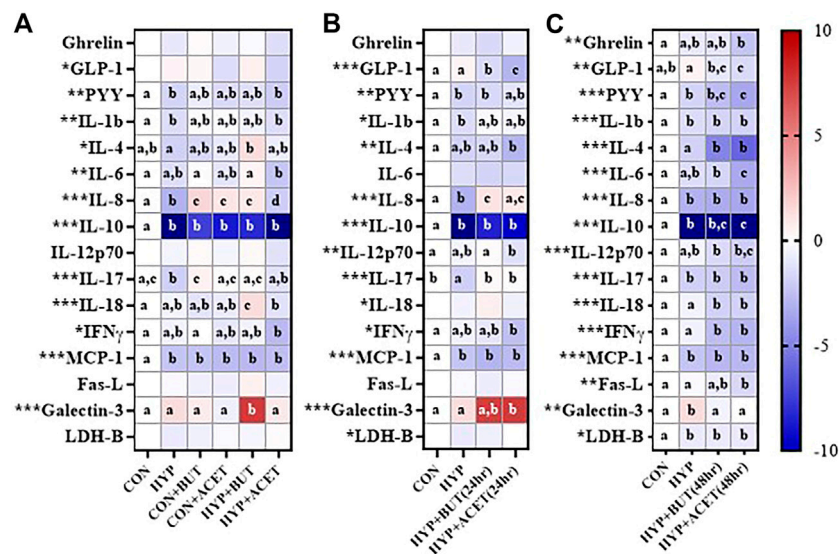 A
Ghrelin
*GLP-1
**PYY a b a,b a,b a,b b
**IL-1b a b a,b a,b a,b b
*IL-4 a,b a a,b a,b b a,b
**IL-6 a a,b a a,b a b
***IL-8 a b c c c d
***IL-10 a b b b b b
IL-12p70
***IL-17 a,c b c a,c a,c a,b
***IL-18 a a,b a,b a,b c b
*IFNγ a a,b a a,b a,b b
***MCP-1 a b b b b b
Fas-L
***Galectin-3 a a a a b a
LDH-B
CON HYP CON+BUT CON+ACET HYP+BUT HYP+ACET
B
Ghrelin
***GLP-1 a a b c
**PYY a b b a,b
*IL-1b a b a,b a,b
**IL-4 a a,b a,b b
IL-6
***IL-8 a b c a,c
***IL-10 a b b b
**IL-12p70 a a,b a b
***IL-17 b a b b
*IL-18
*IFNγ a a,b a,b b
***MCP-1 a b b b
Fas-L
***Galectin-3 a a a,b b
*LDH-B
CON HYP HYP+BUT(24hr) HYP+ACET(24hr)
C
**Ghrelin a a,b a,b b
**GLP-1 a,b a b,c c
***PYY a b b,c c
***IL-1b a b b b
***IL-4 a a b b
***IL-6 a a,b b c
***IL-8 a b b b
***IL-10 a b b,c c
***IL-12p70 a a,b b b,c
***IL-17 a b b b
***IL-18 a a b b
***IFNγ a a b b
***MCP-1 a b b b
**Fas-L a a a,b b
**Galectin-3 a b a a
*LDH-B a b b b
CON HYP HYP+BUT(48hr) HYP+ACET(48hr)
10
5
0
-5
-10